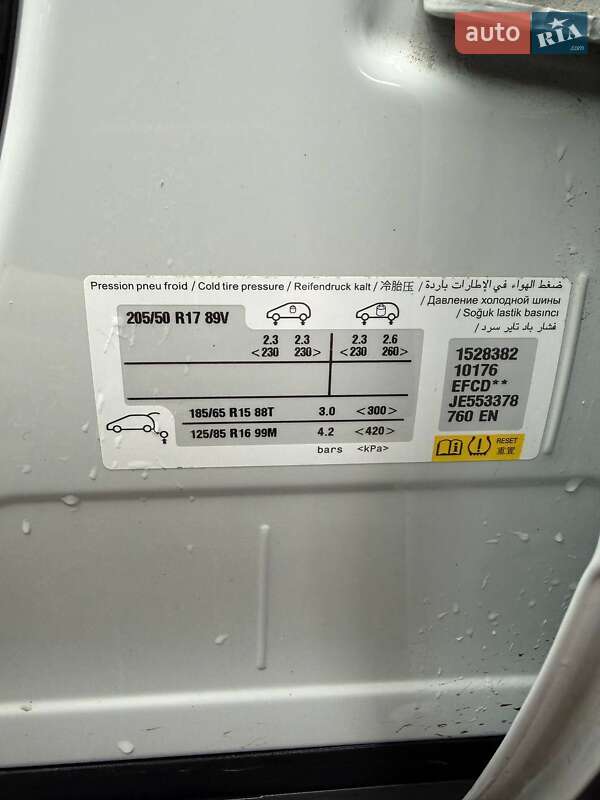 auto RIA .com
Pression pneu froid / Cold tire pressure / Reifendruck kalt / 冷胎压 / ضغط الهواء في الإطارات باردة
/ Давление холодной шины
/ Soğuk lastik basıncı
/ فشار باد تایر سرد
205/50 R17 89V
2.3 2.3 2.3 2.6
<230 230> <230 260>
185/65 R15 88T 3.0 <300>
125/85 R16 99M 4.2 <420>
bars <kPa>
1528382
10176
EFCD**
JE553378
760 EN
RESET
重置